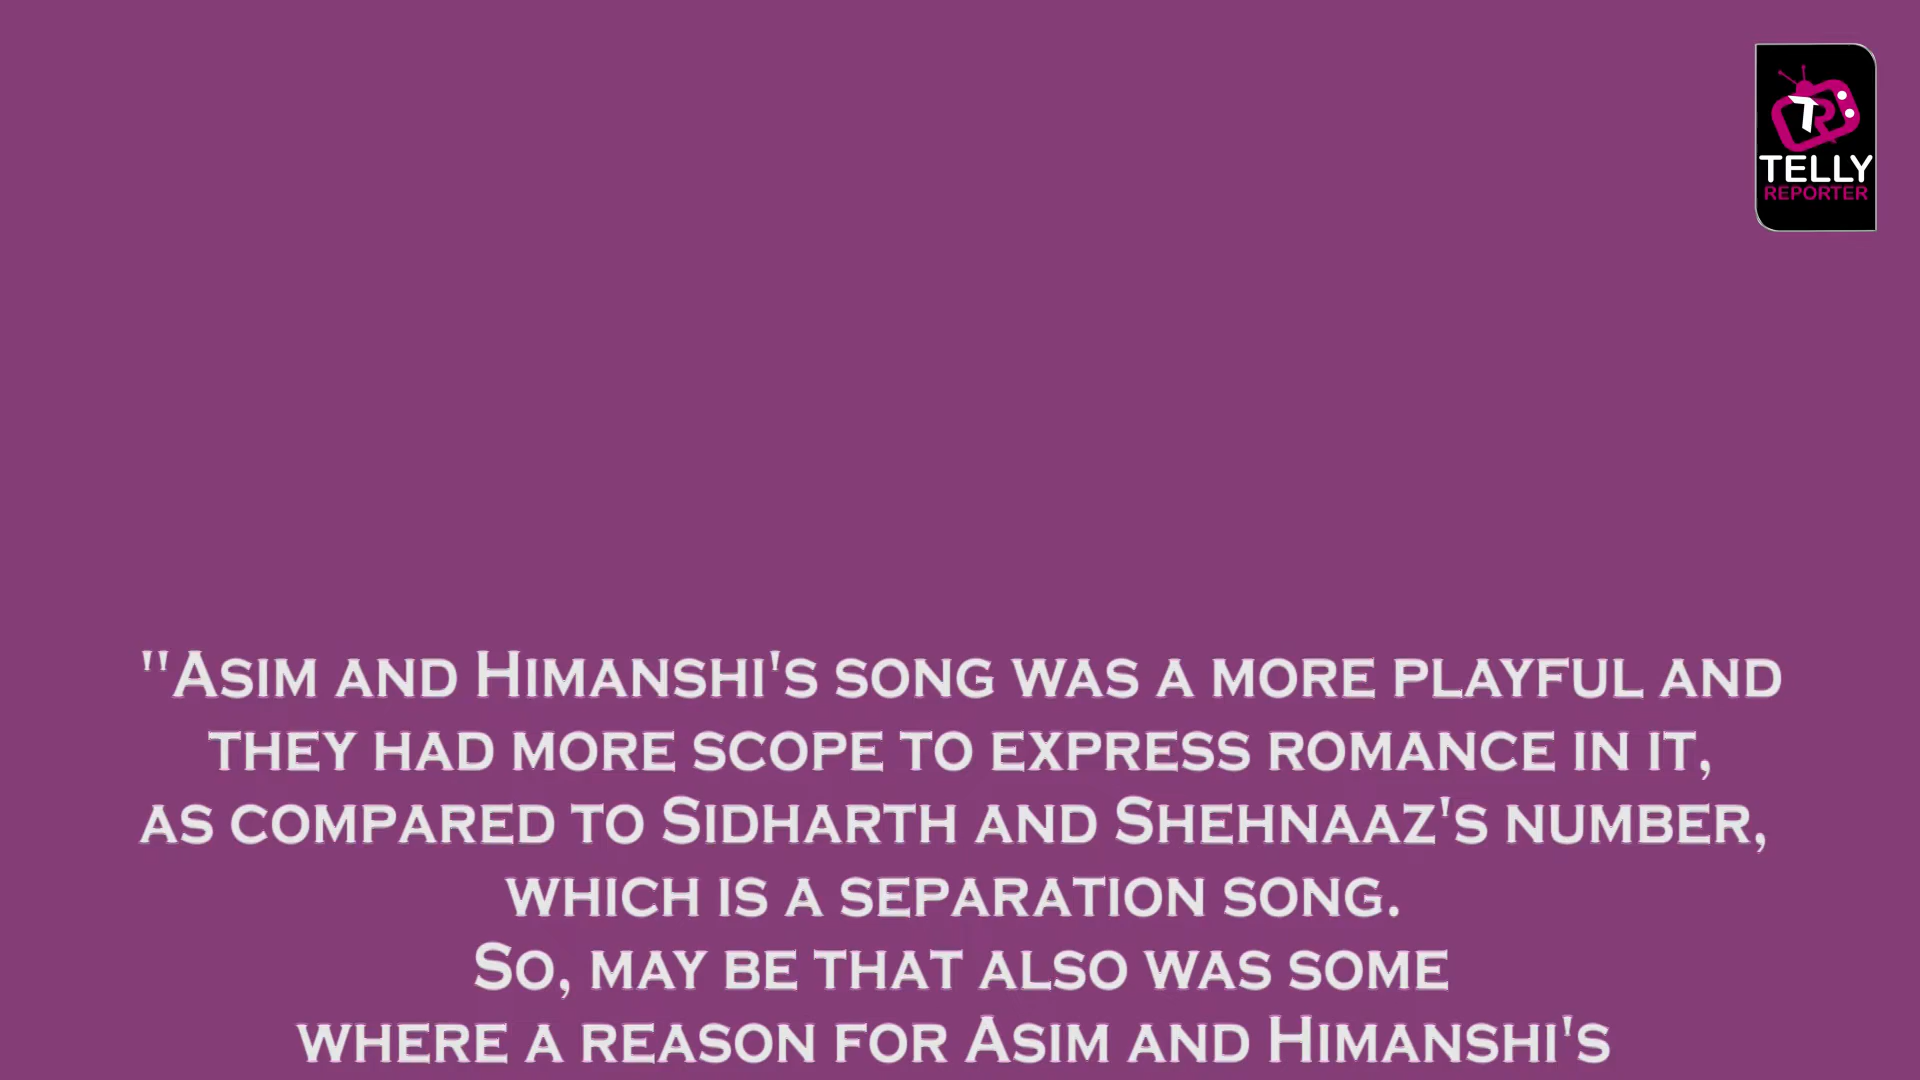 TR
TELLY
REPORTER
"Asim and Himanshi's song was a more playful and
they had more scope to express romance in it,
as compared to Sidharth and Shehnaaz's number,
which is a separation song.
So, may be that also was some
where a reason for Asim and Himanshi's